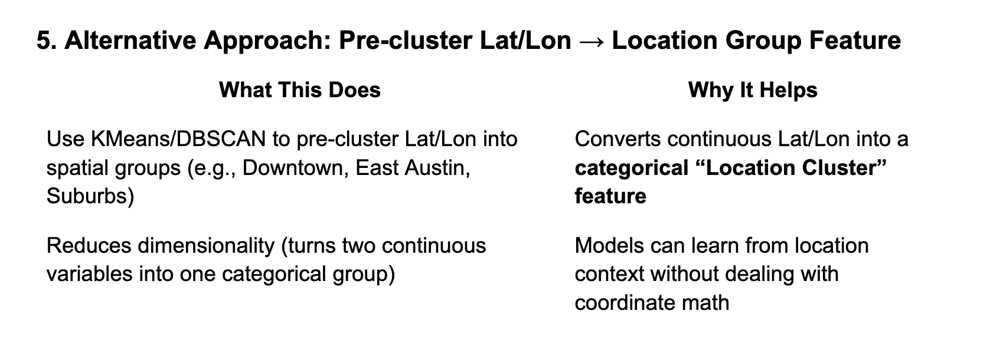 5. Alternative Approach: Pre-cluster Lat/Lon → Location Group Feature
What This Does
Why It Helps
Use KMeans/DBSCAN to pre-cluster Lat/Lon into
spatial groups (e.g., Downtown, East Austin,
Suburbs)
Converts continuous Lat/Lon into a
categorical “Location Cluster”
feature
Reduces dimensionality (turns two continuous
variables into one categorical group)
Models can learn from location
context without dealing with
coordinate math